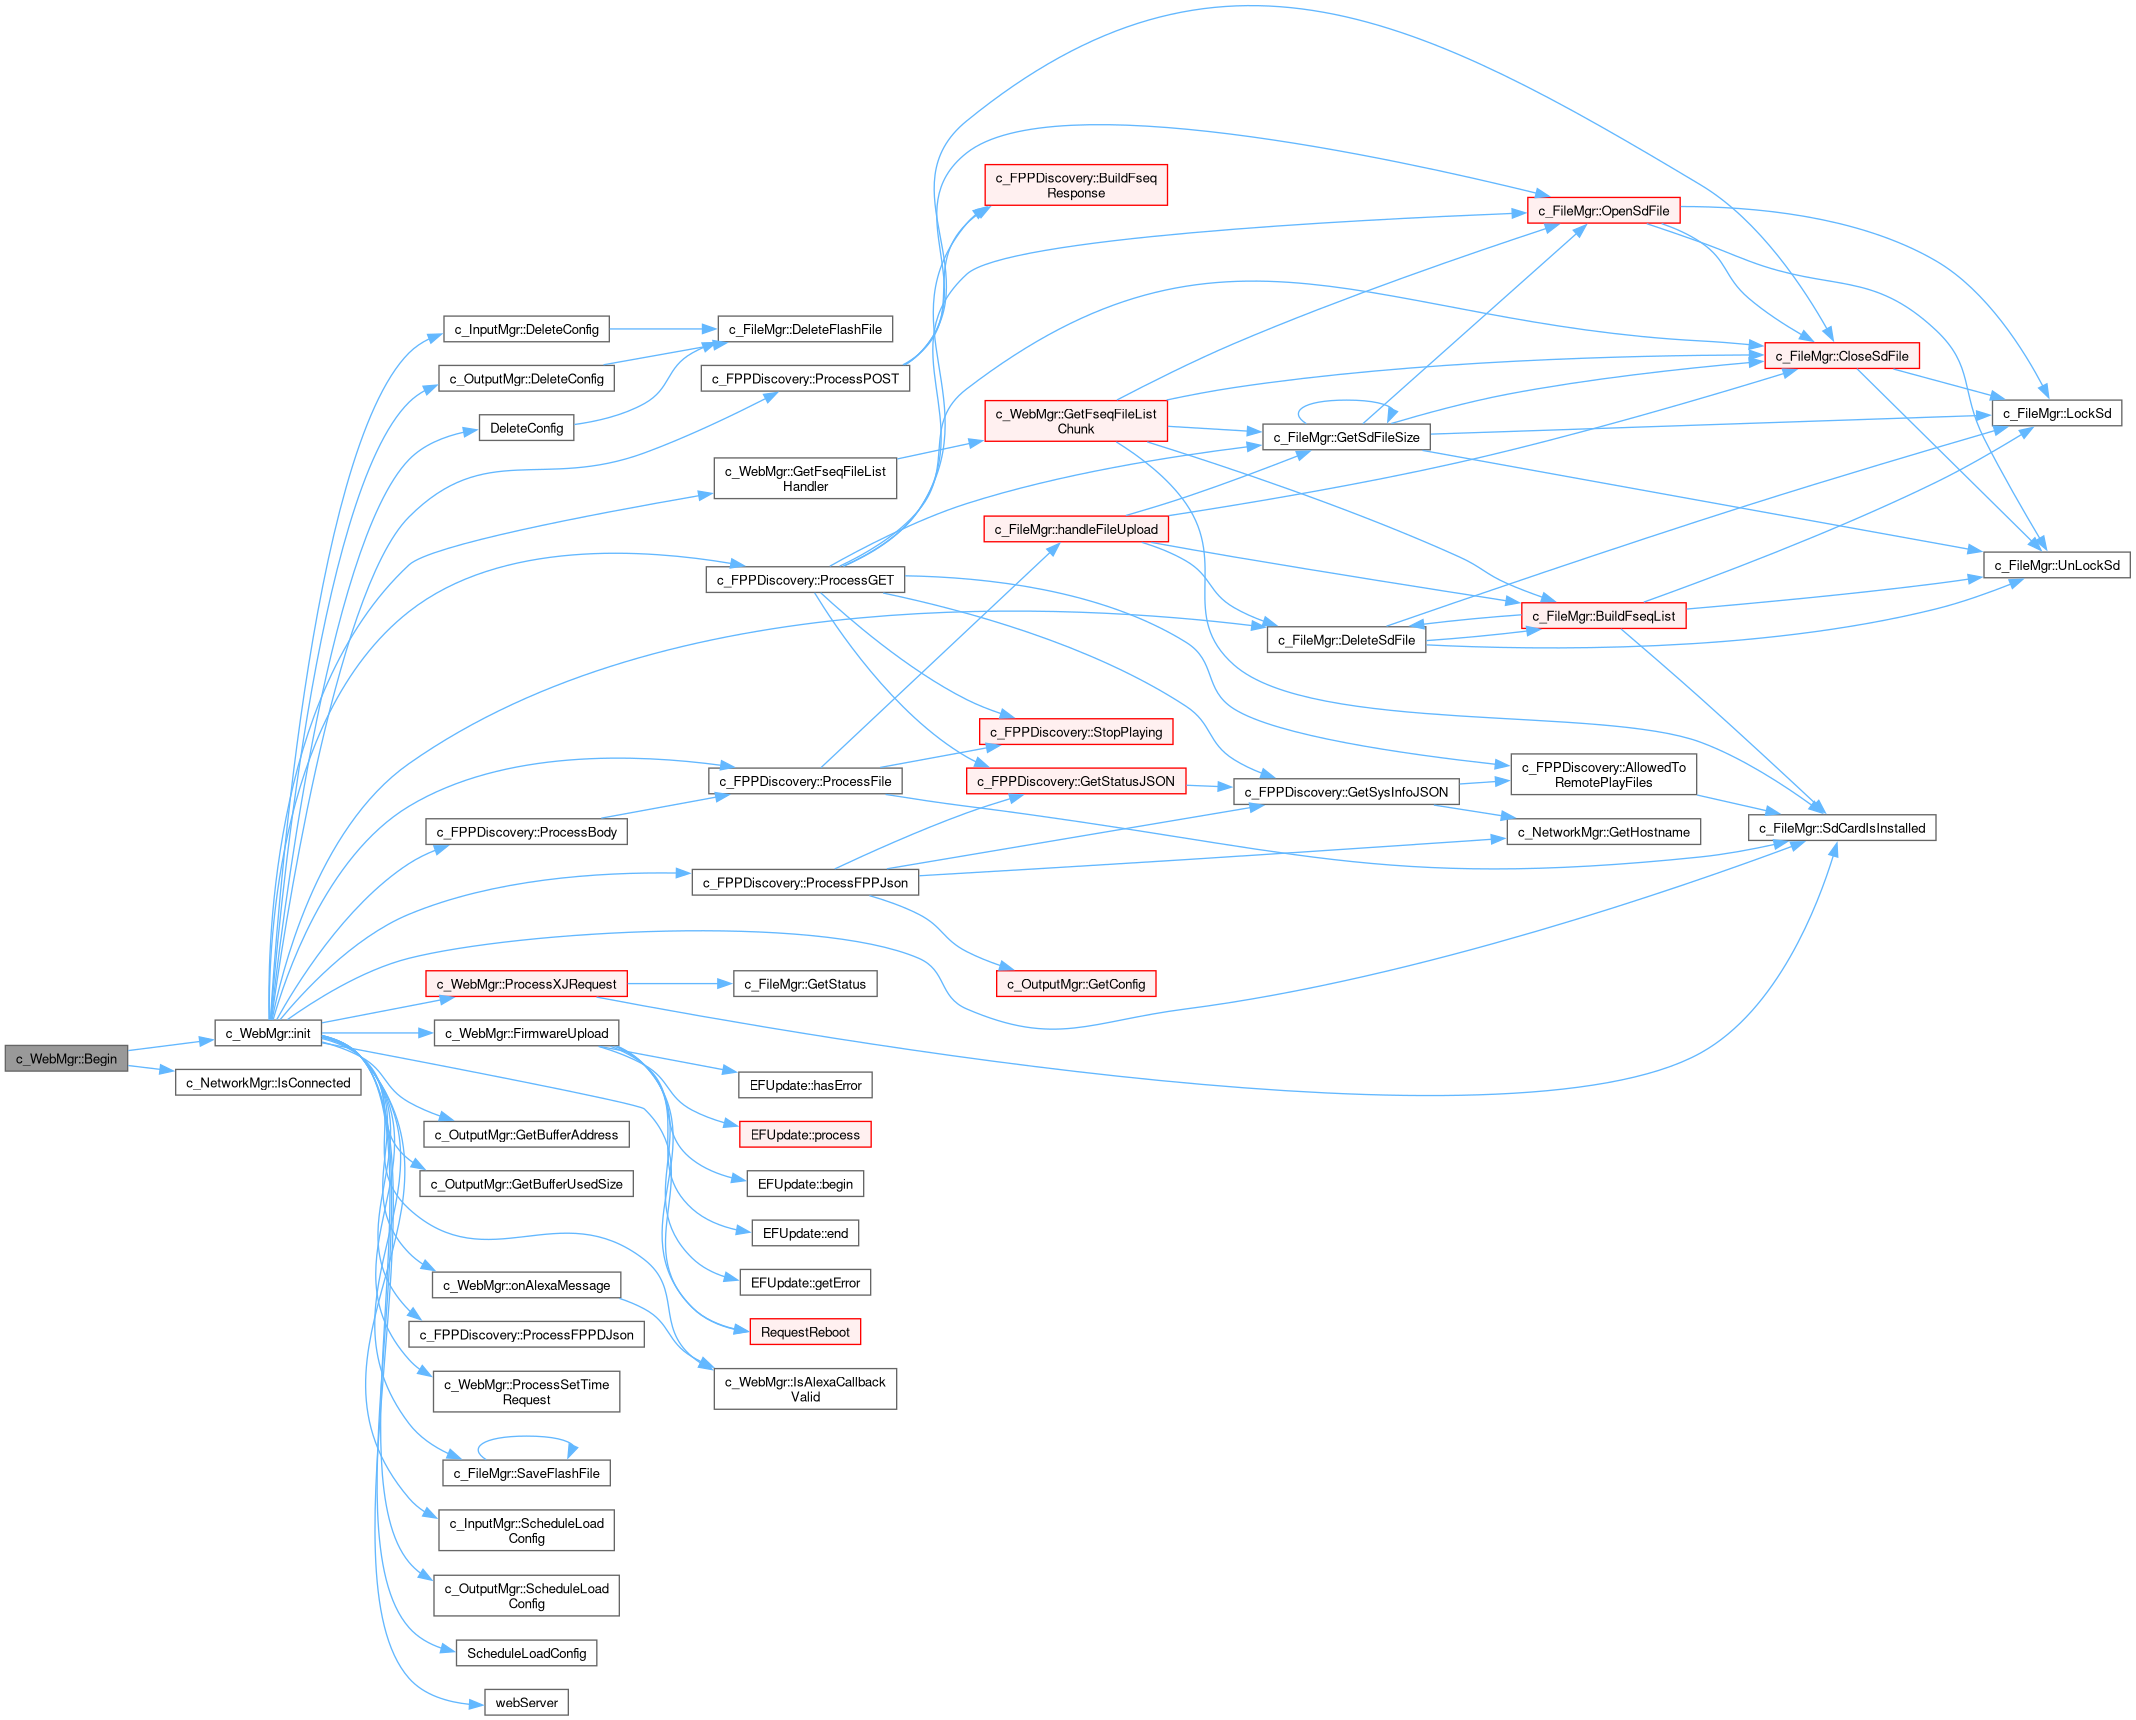 c_WebMgr::Begin
c_WebMgr::init
c_NetworkMgr::IsConnected
c_InputMgr::DeleteConfig
c_OutputMgr::DeleteConfig
DeleteConfig
c_FPPDiscovery::ProcessBody
c_WebMgr::ProcessXJRequest
c_WebMgr::FirmwareUpload
c_OutputMgr::GetBufferAddress
c_OutputMgr::GetBufferUsedSize
c_WebMgr::onAlexaMessage
c_FPPDiscovery::ProcessFPPDJson
c_WebMgr::ProcessSetTime
Request
c_FileMgr::SaveFlashFile
c_InputMgr::ScheduleLoad
Config
c_OutputMgr::ScheduleLoad
Config
ScheduleLoadConfig
webServer
c_FileMgr::DeleteFlashFile
c_FPPDiscovery::ProcessPOST
c_WebMgr::GetFseqFileList
Handler
c_FPPDiscovery::ProcessGET
c_FPPDiscovery::ProcessFile
c_FPPDiscovery::ProcessFPPJson
c_FileMgr::GetStatus
EFUpdate::hasError
EFUpdate::process
EFUpdate::begin
EFUpdate::end
EFUpdate::getError
RequestReboot
c_WebMgr::IsAlexaCallback
Valid
c_FPPDiscovery::BuildFseq
Response
c_WebMgr::GetFseqFileList
Chunk
c_FileMgr::handleFileUpload
c_FPPDiscovery::StopPlaying
c_FPPDiscovery::GetStatusJSON
c_OutputMgr::GetConfig
c_FileMgr::GetSdFileSize
c_FileMgr::DeleteSdFile
c_FPPDiscovery::GetSysInfoJSON
c_FileMgr::OpenSdFile
c_FileMgr::BuildFseqList
c_FPPDiscovery::AllowedTo
RemotePlayFiles
c_NetworkMgr::GetHostname
c_FileMgr::CloseSdFile
c_FileMgr::SdCardIsInstalled
c_FileMgr::LockSd
c_FileMgr::UnLockSd